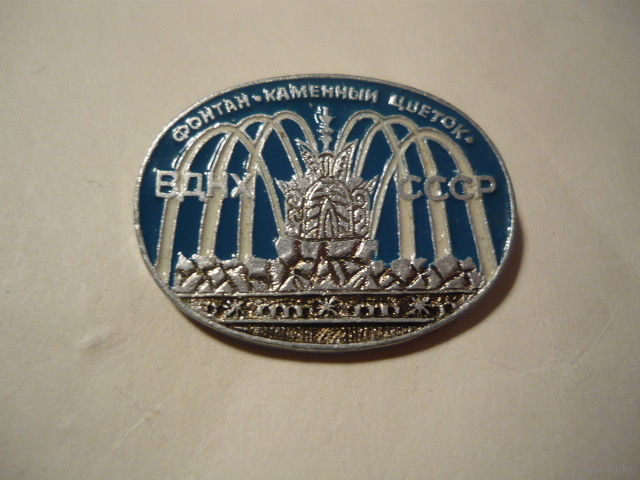 ФОНТАН • КАМЕННЫЙ ЦВЕТОК •
ВДНХ СССР